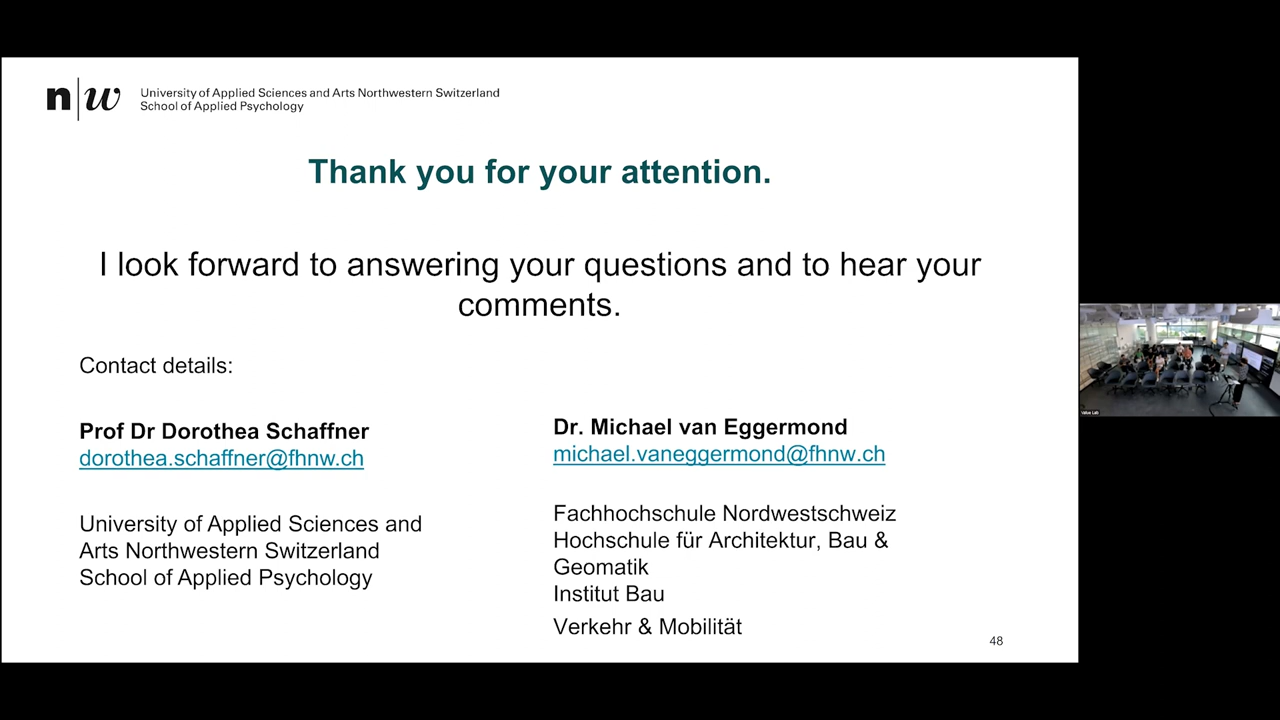 n|w University of Applied Sciences and Arts Northwestern Switzerland
School of Applied Psychology
Thank you for your attention.
I look forward to answering your questions and to hear your
comments.
Contact details:
Prof Dr Dorothea Schaffner
dorothea.schaffner@fhnw.ch
University of Applied Sciences and
Arts Northwestern Switzerland
School of Applied Psychology
Dr. Michael van Eggermond
michael.vaneggermond@fhnw.ch
Fachhochschule Nordwestschweiz
Hochschule für Architektur, Bau &
Geomatik
Institut Bau
Verkehr & Mobilität
48
Value Lab